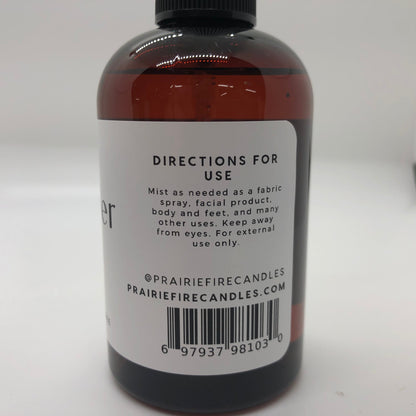 DIRECTIONS FOR
USE
Mist as needed as a fabric
spray, facial product,
body and feet, and many
other uses. Keep away
from eyes. For external
use only.
er
@PRAIRIEFIRECANDLES
PRAIRIEFIRECANDLES.COM
6 97937 98103 0